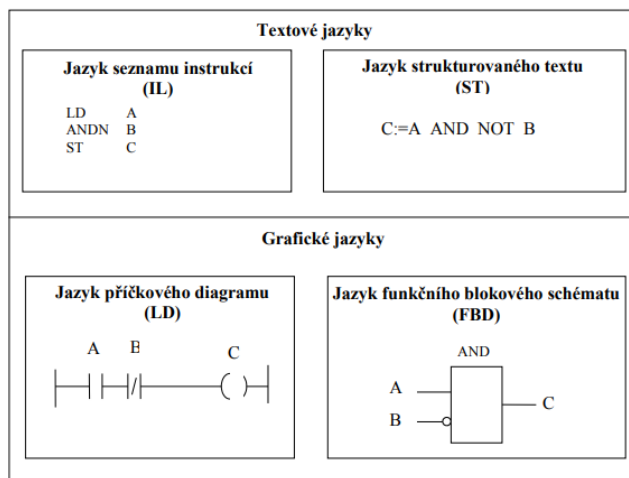 Textové jazyky
Jazyk seznamu instrukcí
(IL)
LD A
ANDN B
ST C
Jazyk strukturovaného textu
(ST)
C:=A AND NOT B
Grafické jazyky
Jazyk příčkového diagramu
(LD)
A B C
Jazyk funkčního blokového schématu
(FBD)
AND
A
B
C